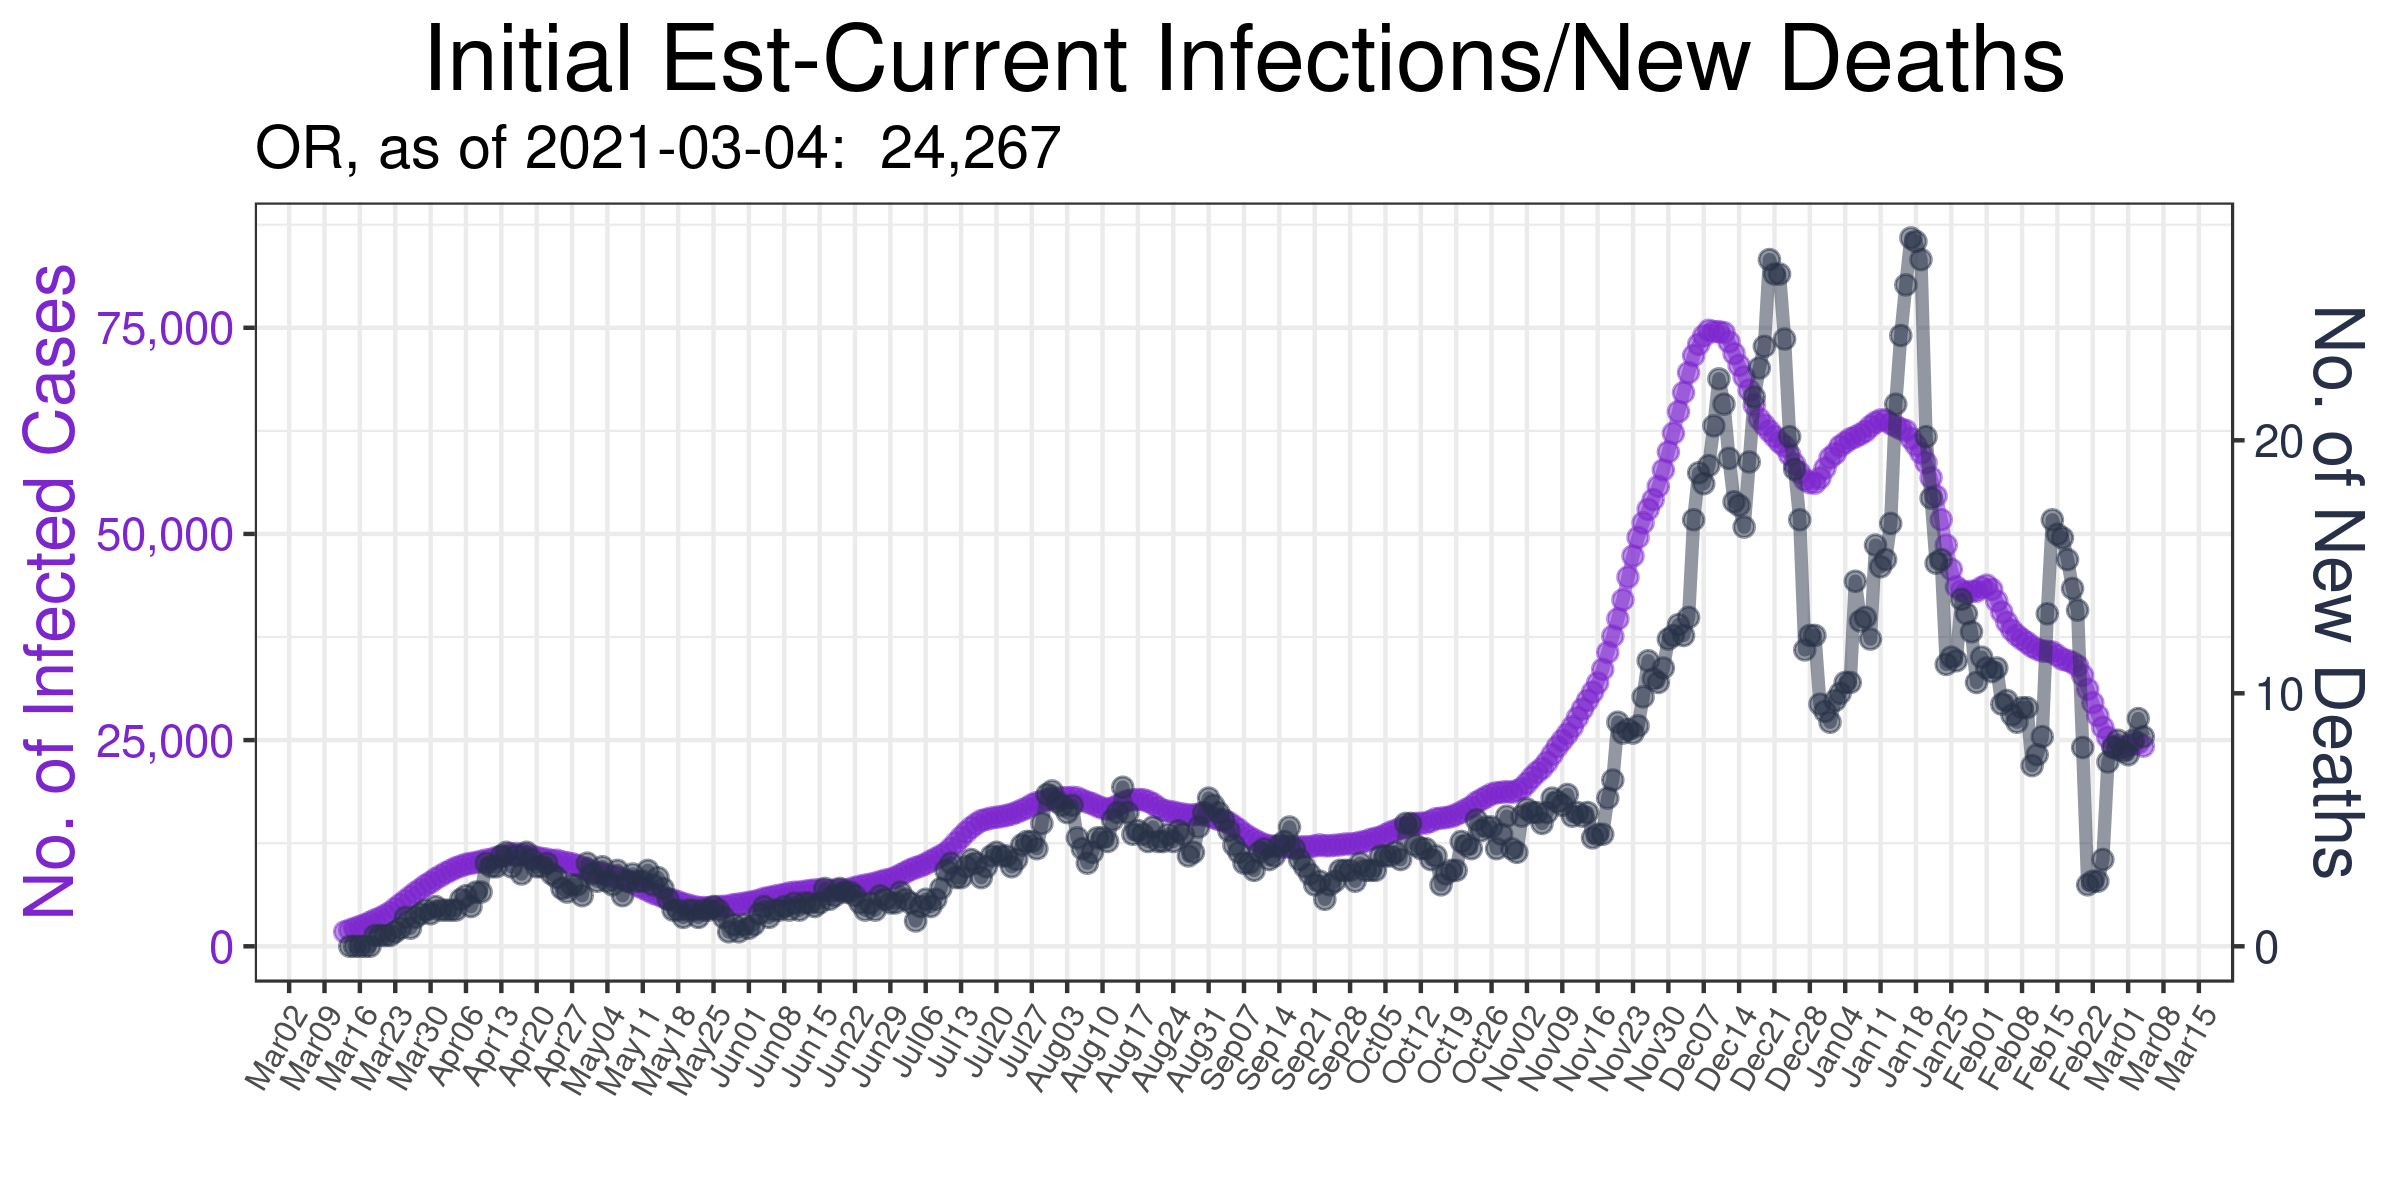 Initial Est-Current Infections/New Deaths
OR, as of 2021-03-04:  24,267
No. of Infected Cases
75,000
50,000
25,000
0
No. of New Deaths
20
10
0
Mar02
Mar09
Mar16
Mar23
Mar30
Apr06
Apr13
Apr20
Apr27
May04
May11
May18
May25
Jun01
Jun08
Jun15
Jun22
Jun29
Jul06
Jul13
Jul20
Jul27
Aug03
Aug10
Aug17
Aug24
Aug31
Sep07
Sep14
Sep21
Sep28
Oct05
Oct12
Oct19
Oct26
Nov02
Nov09
Nov16
Nov23
Nov30
Dec07
Dec14
Dec21
Dec28
Jan04
Jan11
Jan18
Jan25
Feb01
Feb08
Feb15
Feb22
Mar01
Mar08
Mar15